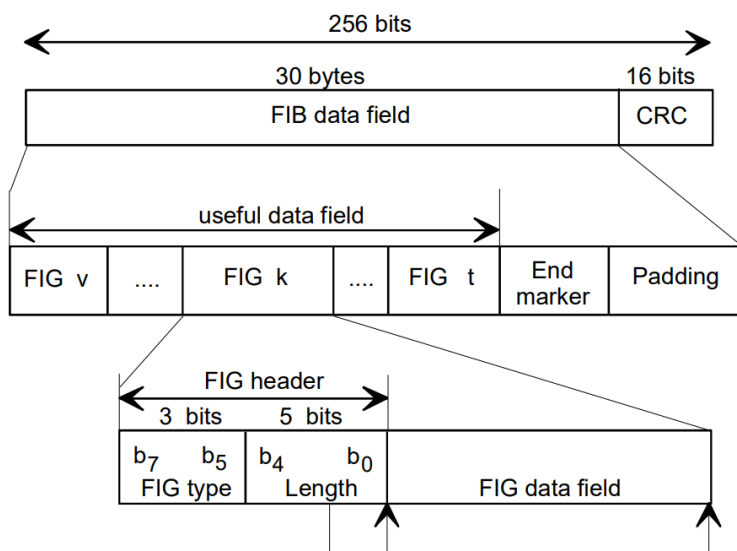 256 bits
30 bytes 16 bits
FIB data field CRC
useful data field
FIG v .... FIG k .... FIG t End marker Padding
FIG header
3 bits 5 bits
b7 b5 b4 b0
FIG type Length FIG data field